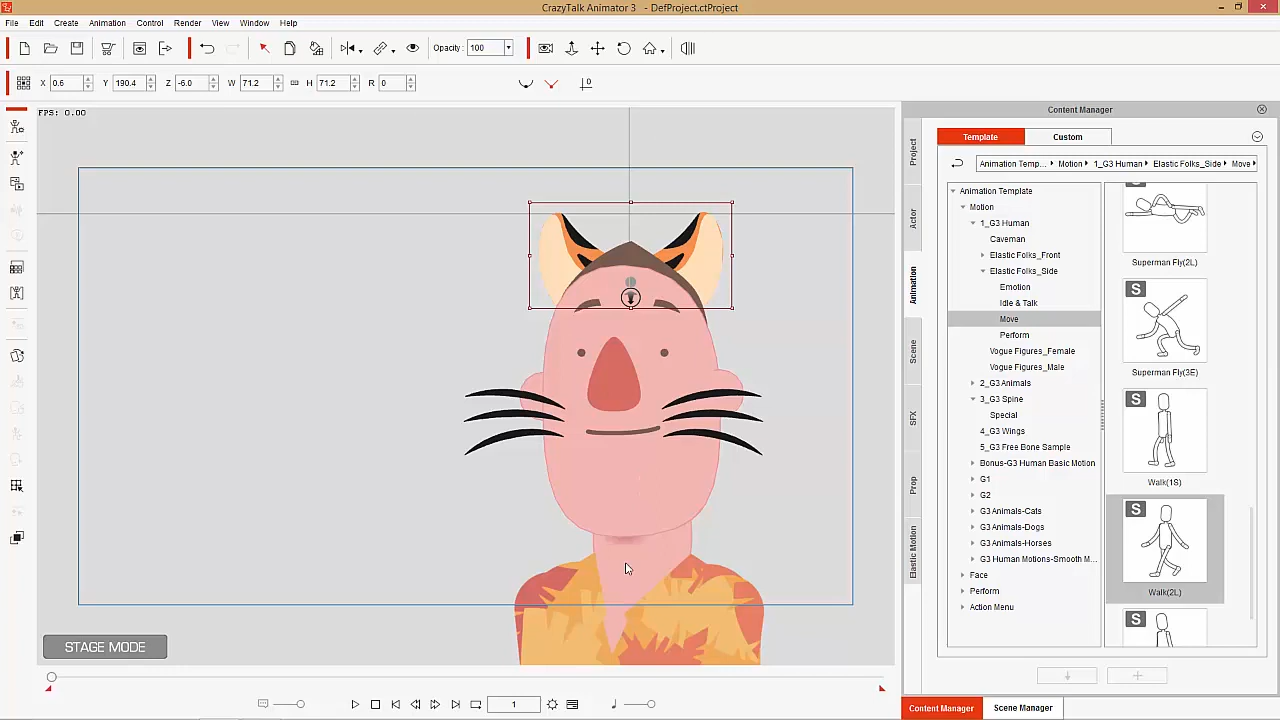 CrazyTalk Animator 3 - DefProject.ctProject
File Edit Create Animation Control Render View Window Help
Opacity : 100
X 0.6 Y 190.4 Z -6.0 W 71.2 H 71.2 R 0
FPS: 0.00
STAGE MODE
1
Content Manager
Template Custom
Animation Temp... Motion 1_G3 Human Elastic Folks_Side Move
Project
Actor
Animation
Scene
SFX
Prop
Elastic Motion
Animation Template
Motion
1_G3 Human
Caveman
Elastic Folks_Front
Elastic Folks_Side
Emotion
Idle & Talk
Move
Perform
Vogue Figures_Female
Vogue Figures_Male
2_G3 Animals
3_G3 Spine
Special
4_G3 Wings
5_G3 Free Bone Sample
Bonus-G3 Human Basic Motion
G1
G2
G3 Animals-Cats
G3 Animals-Dogs
G3 Animals-Horses
G3 Human Motions-Smooth M...
Face
Perform
Action Menu
Superman Fly(2L)
S
Superman Fly(3E)
S
Walk(1S)
S
Walk(2L)
S
Content Manager Scene Manager